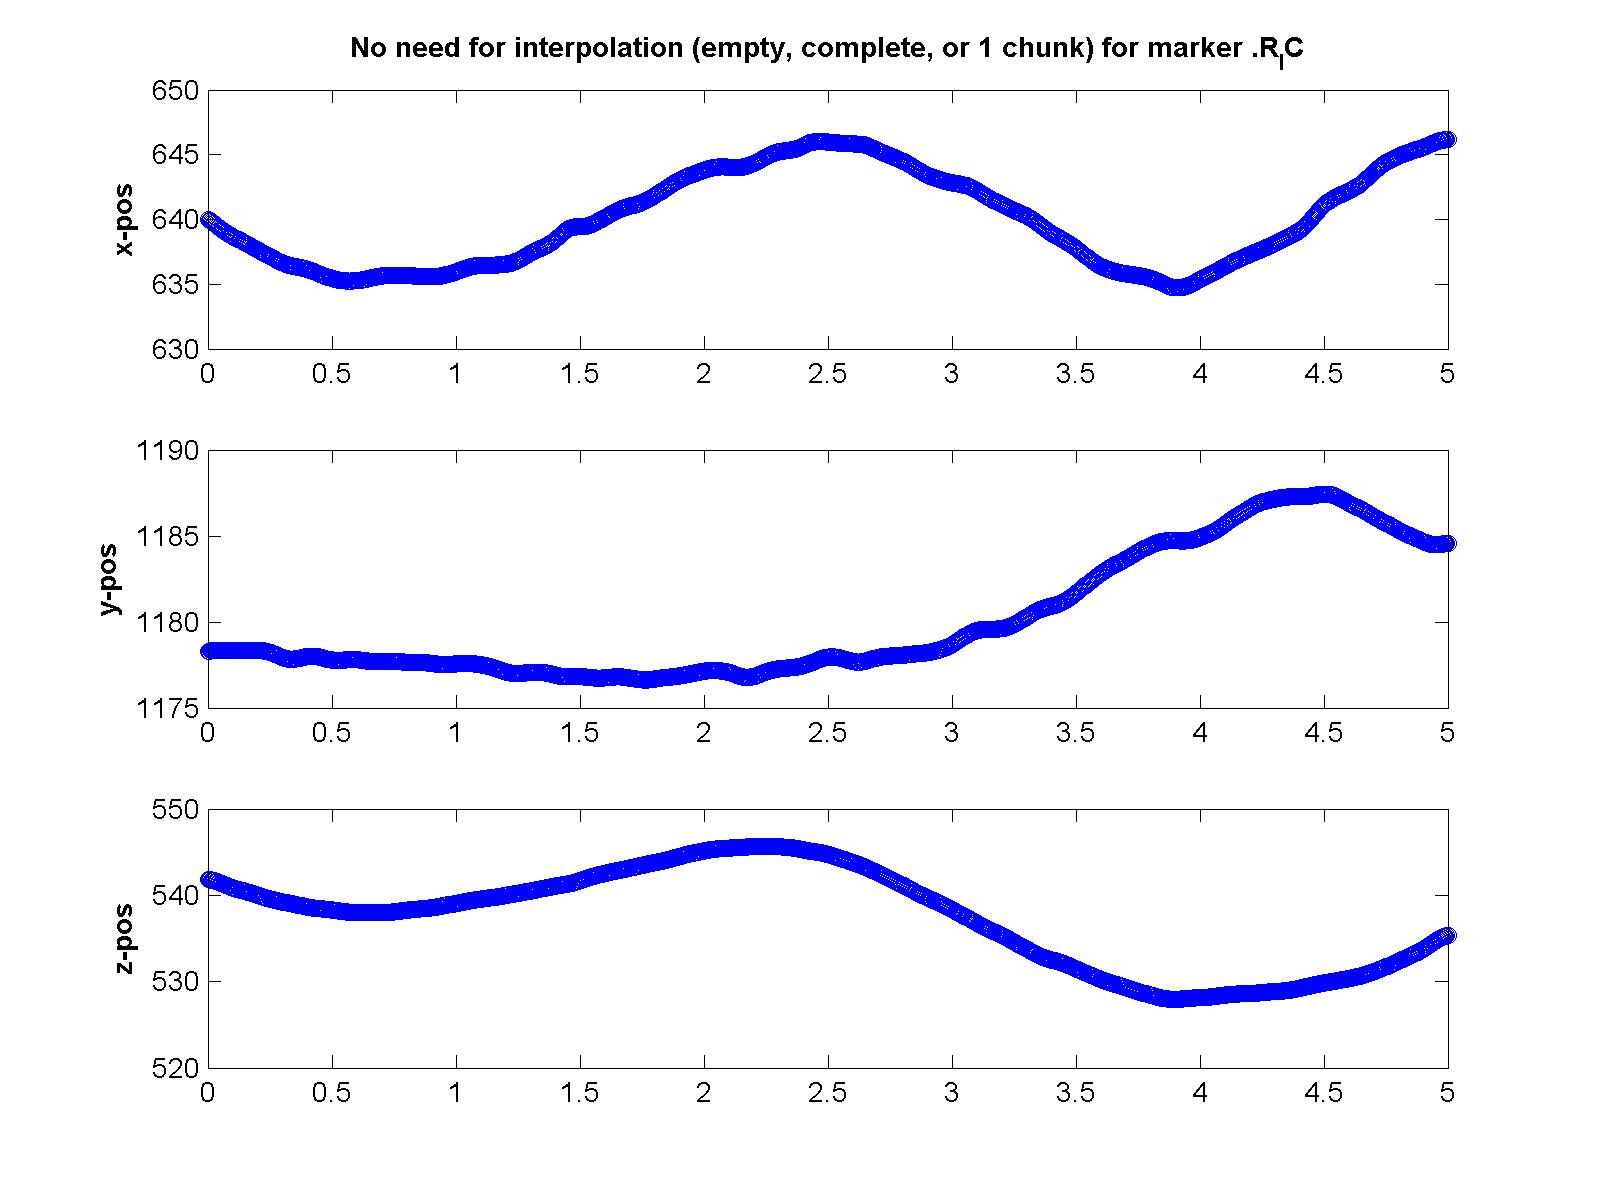 No need for interpolation (empty, complete, or 1 chunk) for marker .R_IC
650
645
640
635
630
x-pos
0 0.5 1 1.5 2 2.5 3 3.5 4 4.5 5
1190
1185
1180
1175
y-pos
0 0.5 1 1.5 2 2.5 3 3.5 4 4.5 5
550
540
530
520
z-pos
0 0.5 1 1.5 2 2.5 3 3.5 4 4.5 5